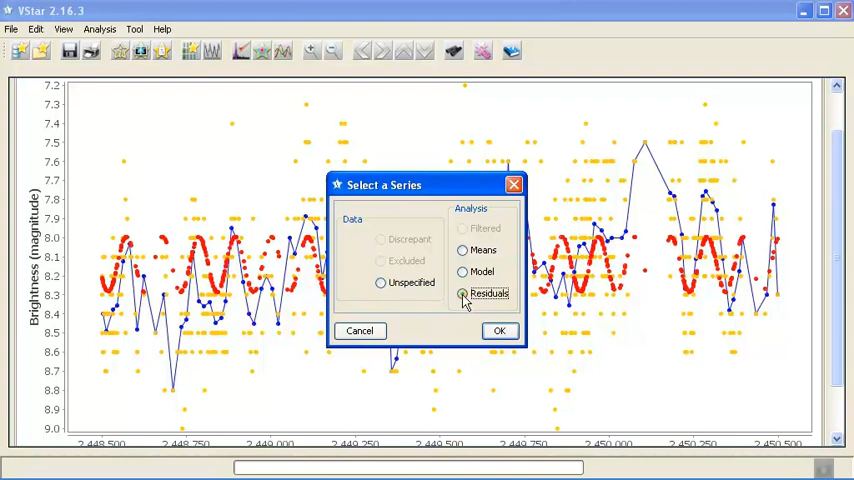 VStar 2.16.3
File Edit View Analysis Tool Help
7.2
7.3
7.4
7.5
7.6
7.7
7.8
7.9
8.0
8.1
8.2
8.3
8.4
8.5
8.6
8.7
8.8
8.9
9.0
Brightness (magnitude)
Select a Series
Data
Discrepant
Excluded
Unspecified
Analysis
Filtered
Means
Model
Residuals
Cancel
OK
2,448,500 2,448,750 2,449,000 2,449,250 2,449,500 2,449,750 2,450,000 2,450,250 2,450,500